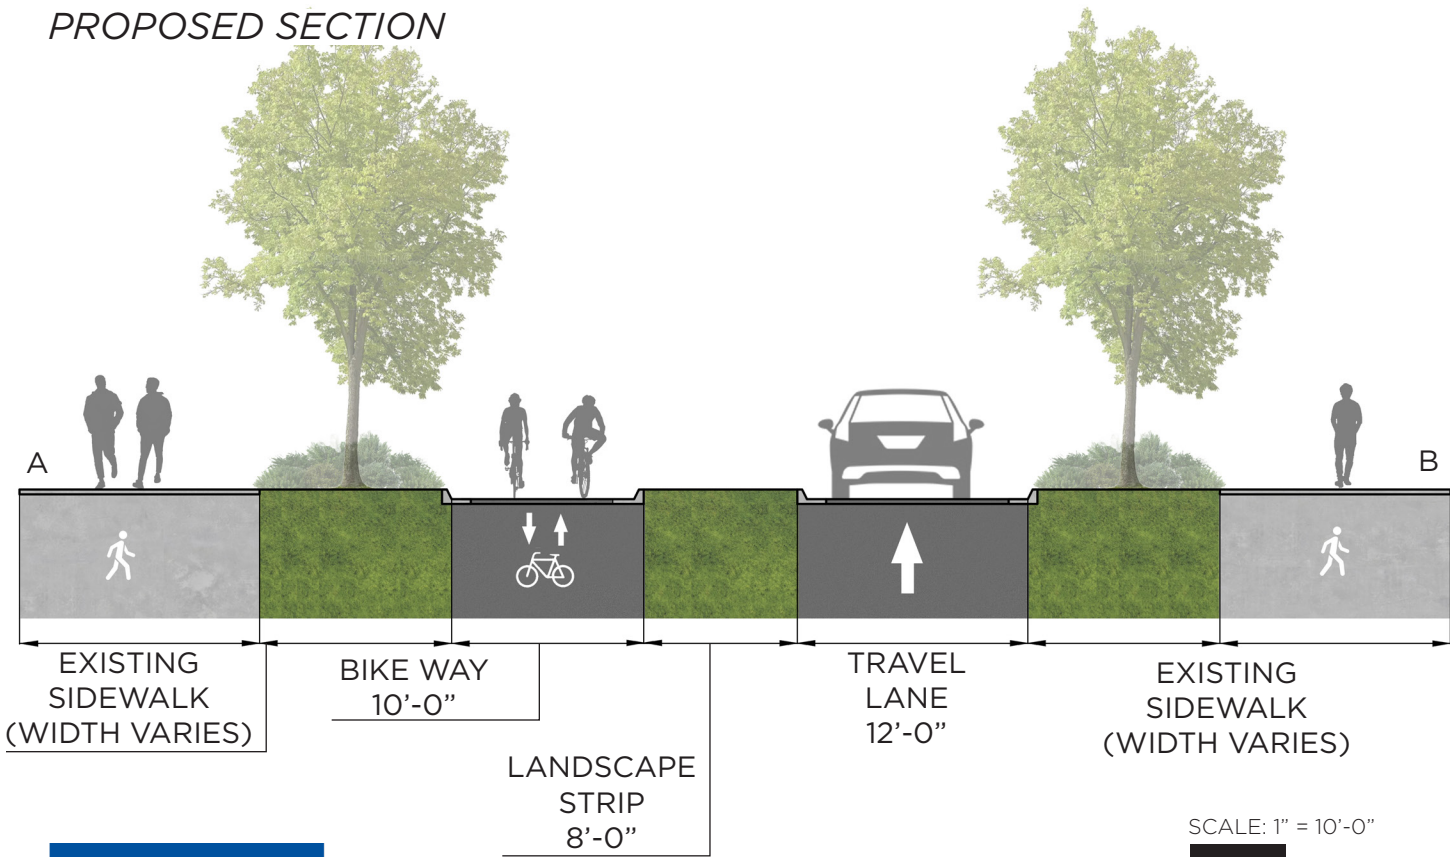 PROPOSED SECTION
A
B
EXISTING
SIDEWALK
(WIDTH VARIES)
BIKE WAY
10’-0”
LANDSCAPE
STRIP
8’-0”
TRAVEL
LANE
12’-0”
EXISTING
SIDEWALK
(WIDTH VARIES)
SCALE: 1” = 10’-0”